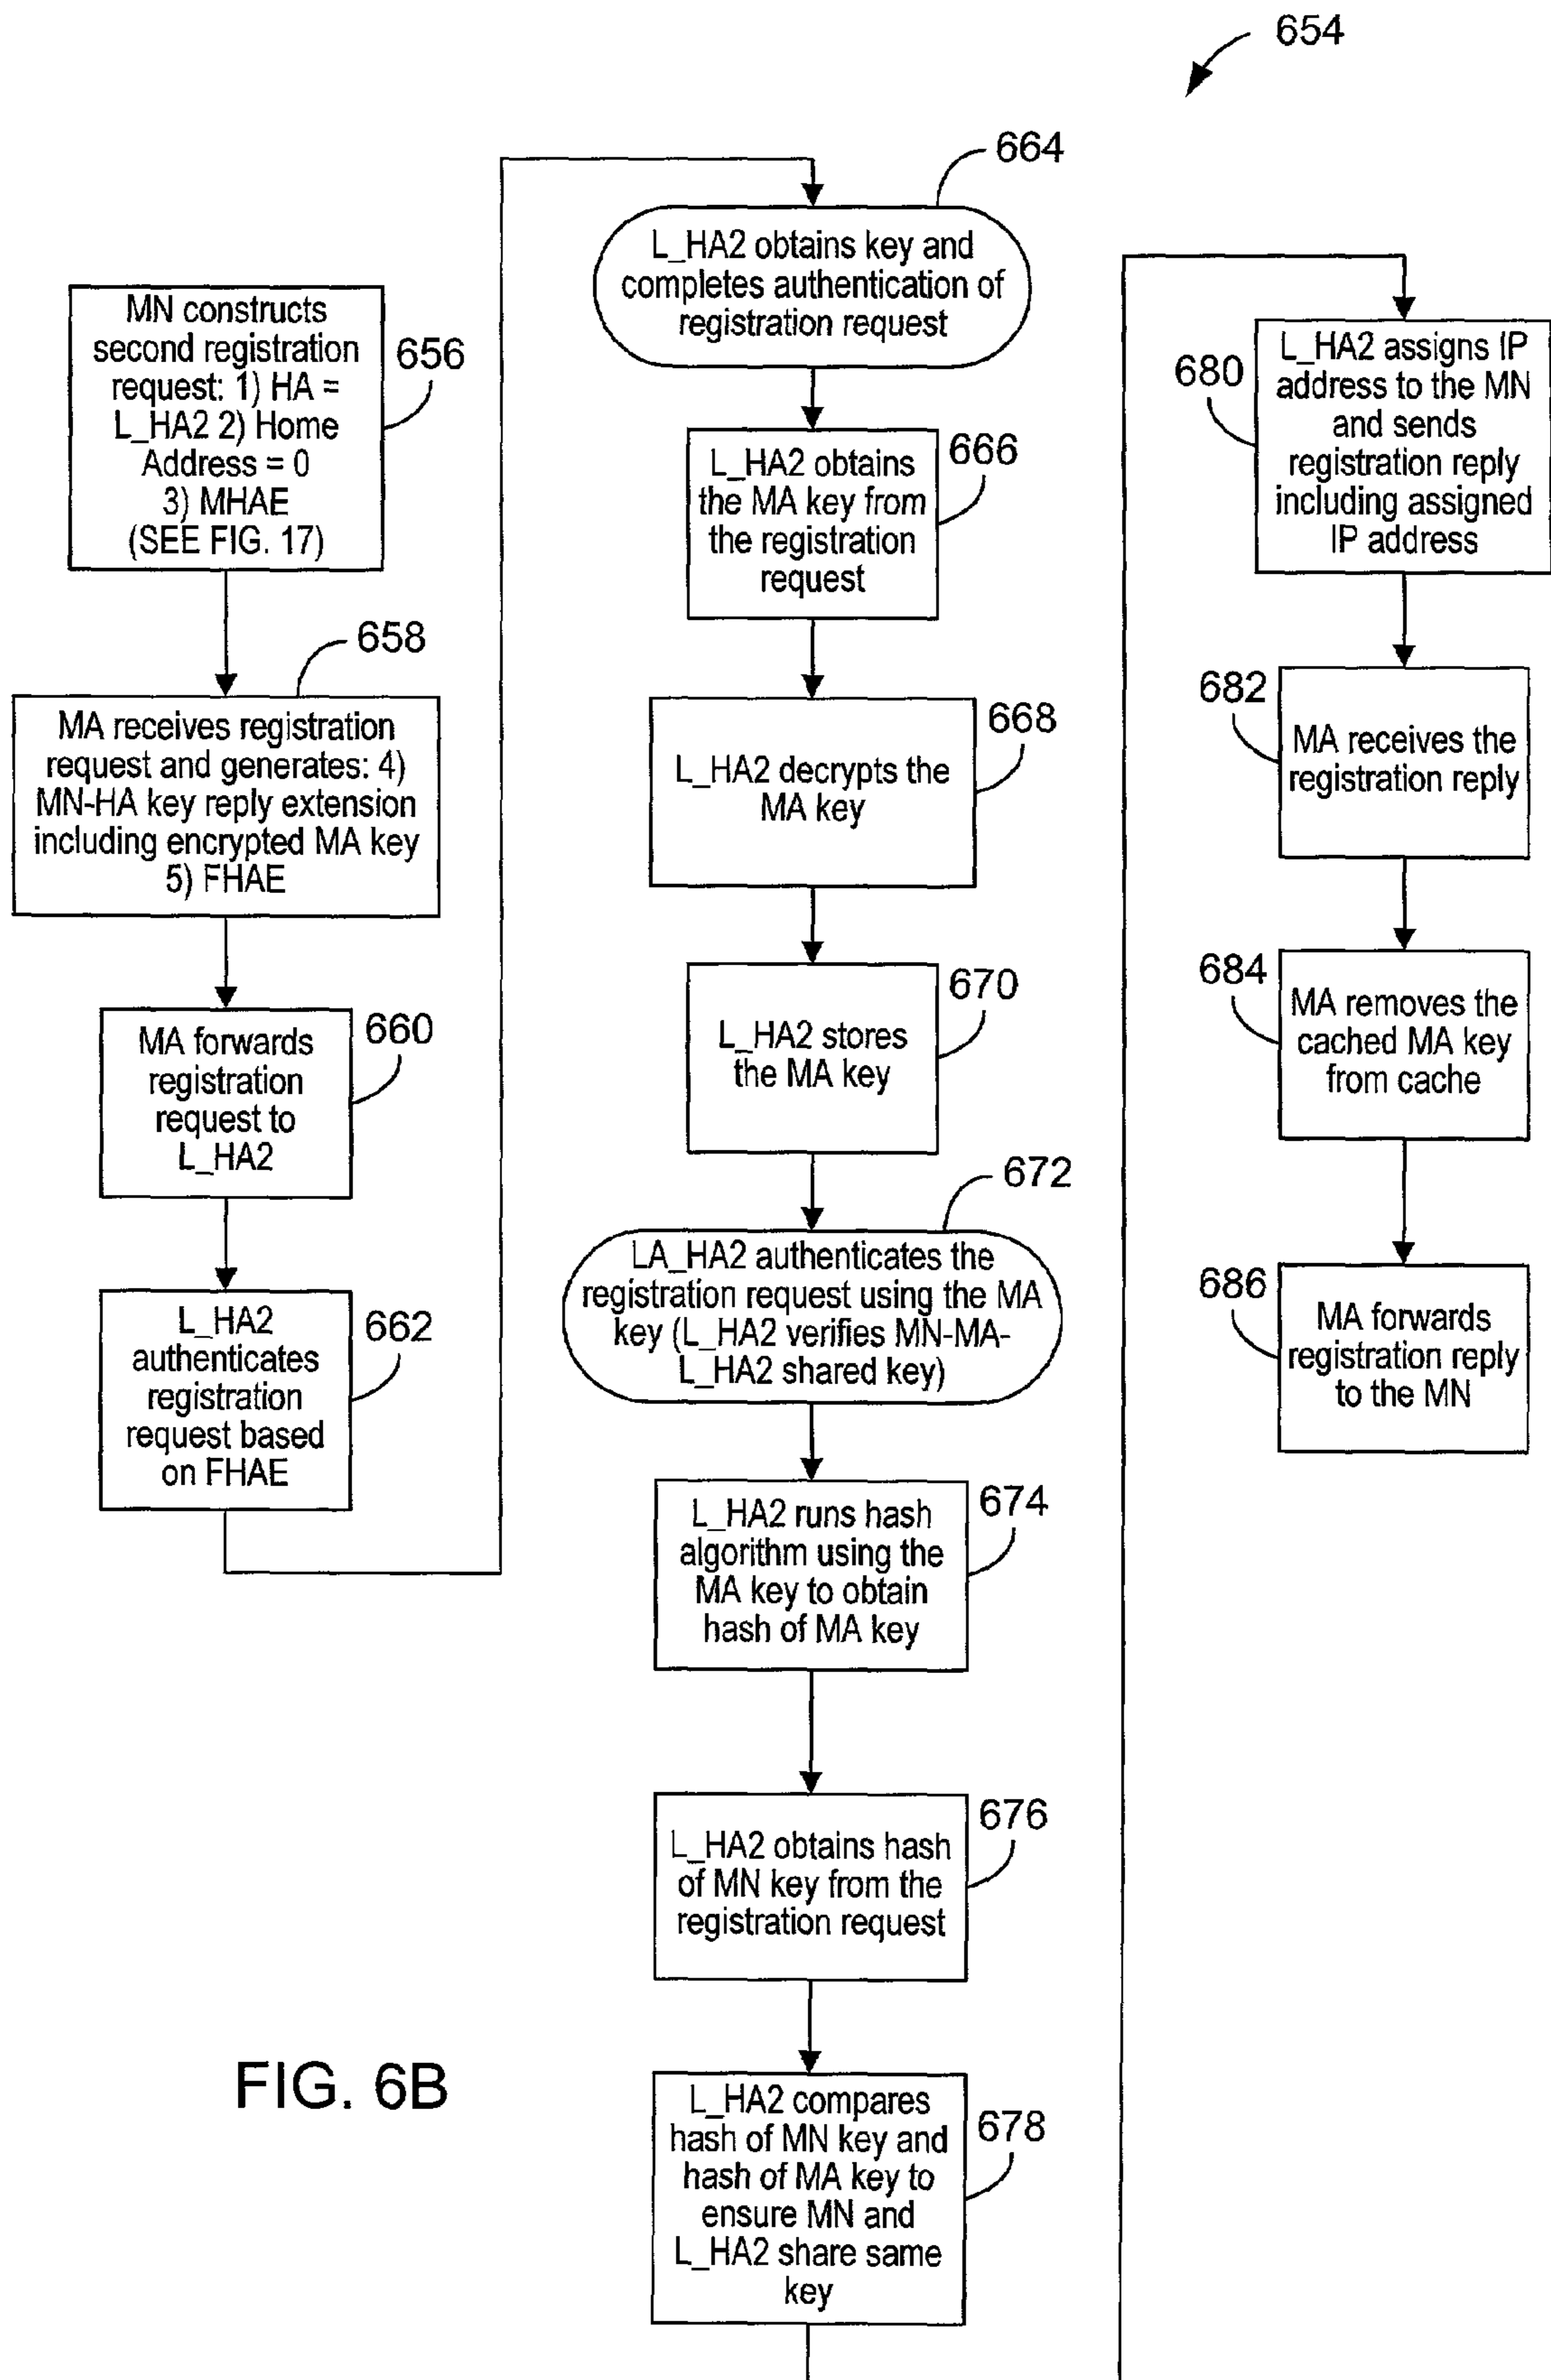 654
MN constructs
second registration
request: 1) HA =
L_HA2 2) Home
Address = 0
3) MHAE
(SEE FIG. 17)
656
658
MA receives registration
request and generates: 4)
MN-HA key reply extension
including encrypted MA key
5) FHAE
MA forwards
registration
request to
L_HA2
660
L_HA2
authenticates
registration
request based
on FHAE
662
664
L_HA2 obtains key and
completes authentication of
registration request
L_HA2 obtains
the MA key from
the registration
request
666
L_HA2 decrypts the
MA key
668
L_HA2 stores
the MA key
670
672
LA_HA2 authenticates the
registration request using the MA
key (L_HA2 verifies MN-MA-
L_HA2 shared key)
L_HA2 runs hash
algorithm using the
MA key to obtain
hash of MA key
674
L_HA2 obtains hash
of MN key from the
registration request
676
L_HA2 compares
hash of MN key and
hash of MA key to
ensure MN and
L_HA2 share same
key
678
680
L_HA2 assigns IP
address to the MN
and sends
registration reply
including assigned
IP address
682
MA receives the
registration reply
684
MA removes the
cached MA key
from cache
686
MA forwards
registration reply
to the MN
FIG. 6B